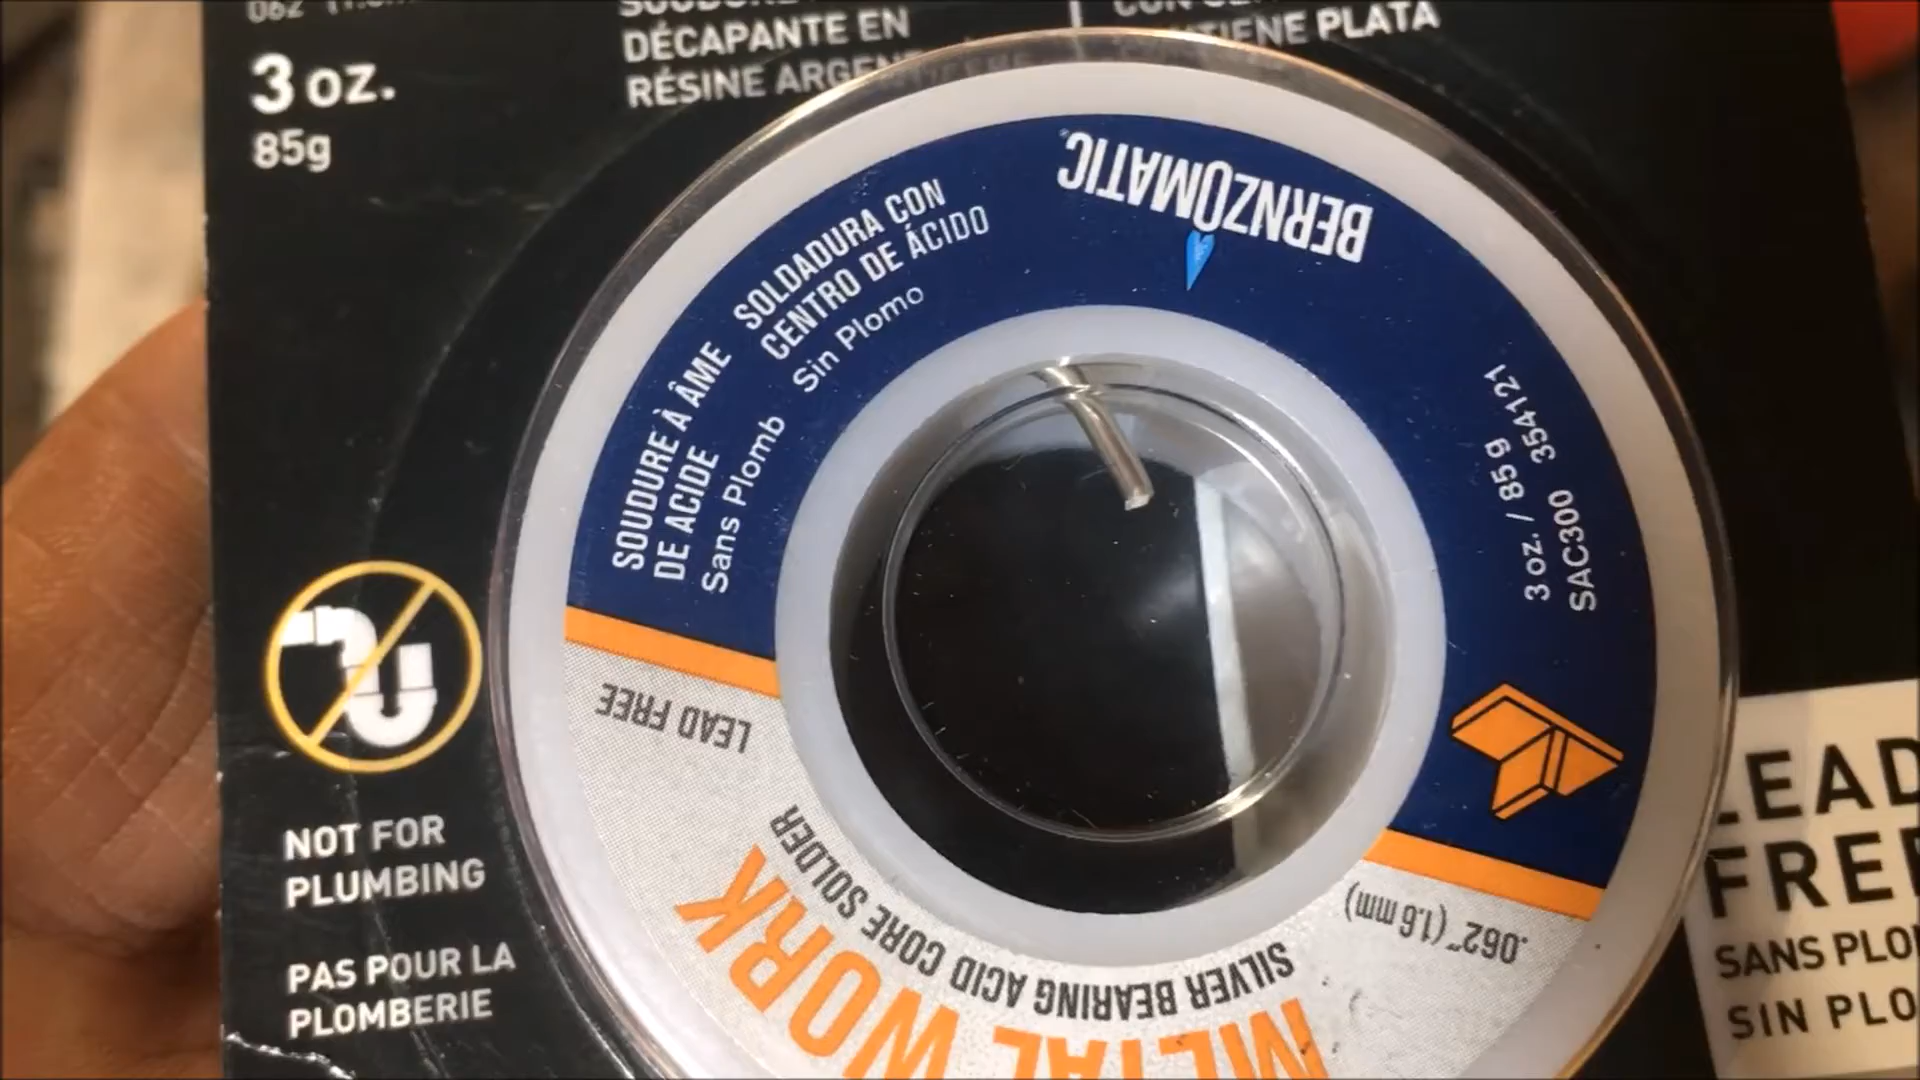 3 oz.
85g
DÉCAPANTE EN
RÉSINE
PLATA
BERNZOMATIC
SOLDADURA CON
CENTRO DE ÁCIDO
Sin Plomo
SOUDURE À ÂME
DE ACIDE
Sans Plomb
3 oz. / 85 g
SAC300 354121
LEAD FREE
METAL WORK
SILVER BEARING ACID CORE SOLDER
.062" (1.6 mm)
NOT FOR
PLUMBING
PAS POUR LA
PLOMBERIE
LEAD
FREE
SANS
SIN